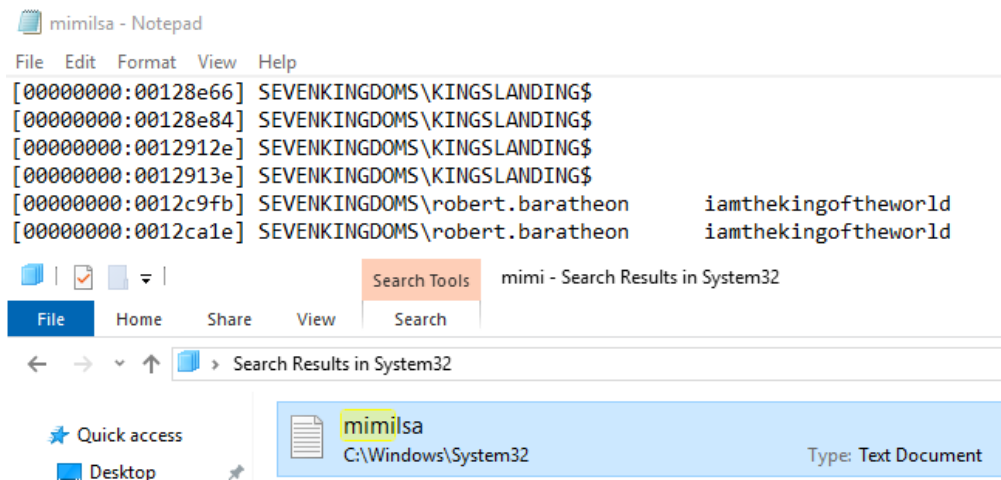 mimilsa - Notepad
File Edit Format View Help
[00000000:00128e66] SEVENKINGDOMS\KINGSLANDING$
[00000000:00128e84] SEVENKINGDOMS\KINGSLANDING$
[00000000:0012912e] SEVENKINGDOMS\KINGSLANDING$
[00000000:0012913e] SEVENKINGDOMS\KINGSLANDING$
[00000000:0012c9fb] SEVENKINGDOMS\robert.baratheon iamthekingoftheworld
[00000000:0012ca1e] SEVENKINGDOMS\robert.baratheon iamthekingoftheworld
Search Tools mimi - Search Results in System32
File Home Share View Search
Search Results in System32
Quick access
Desktop
mimilsa
C:\Windows\System32 Type: Text Document